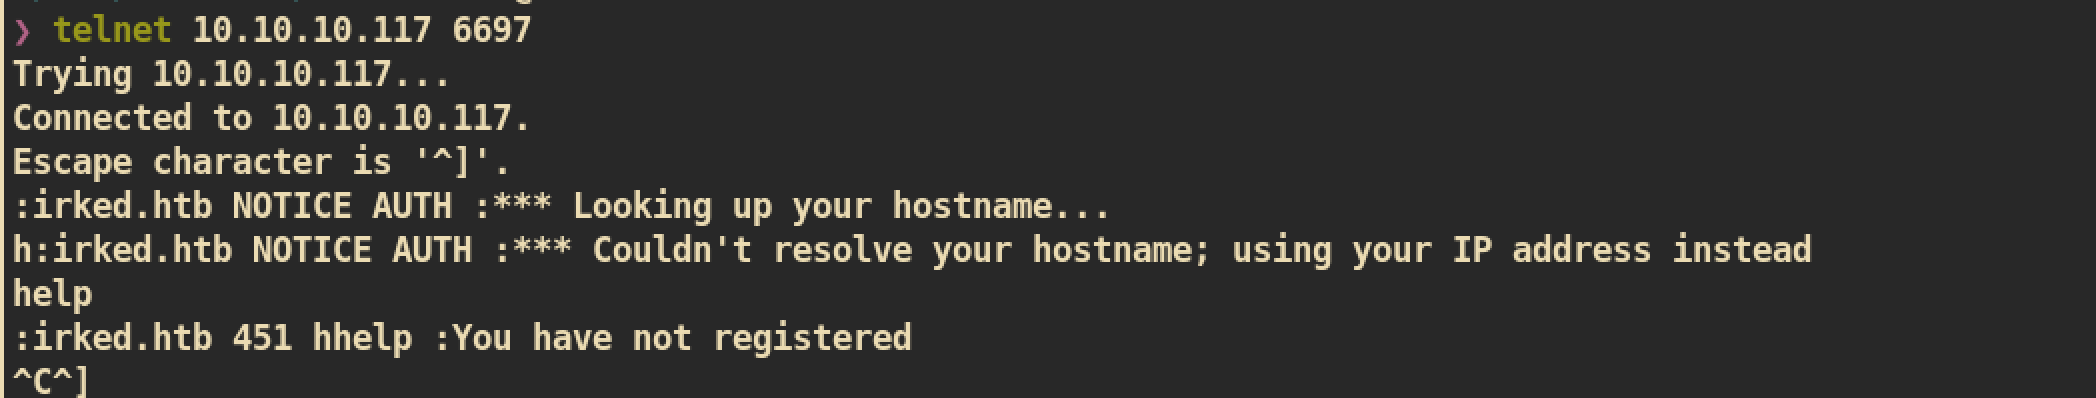 ❯ telnet 10.10.10.117 6697
Trying 10.10.10.117...
Connected to 10.10.10.117.
Escape character is '^]'.
:irked.htb NOTICE AUTH :*** Looking up your hostname...
h:irked.htb NOTICE AUTH :*** Couldn't resolve your hostname; using your IP address instead
help
:irked.htb 451 hhelp :You have not registered
^C^]